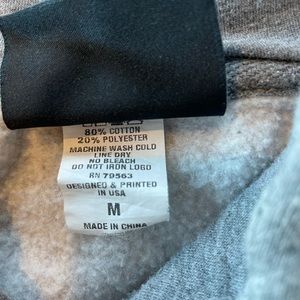 80% COTTON
20% POLYESTER
MACHINE WASH COLD
LINE DRY
NO BLEACH
DO NOT IRON LOGO
RN 79563
DESIGNED & PRINTED
IN USA
M
MADE IN CHINA